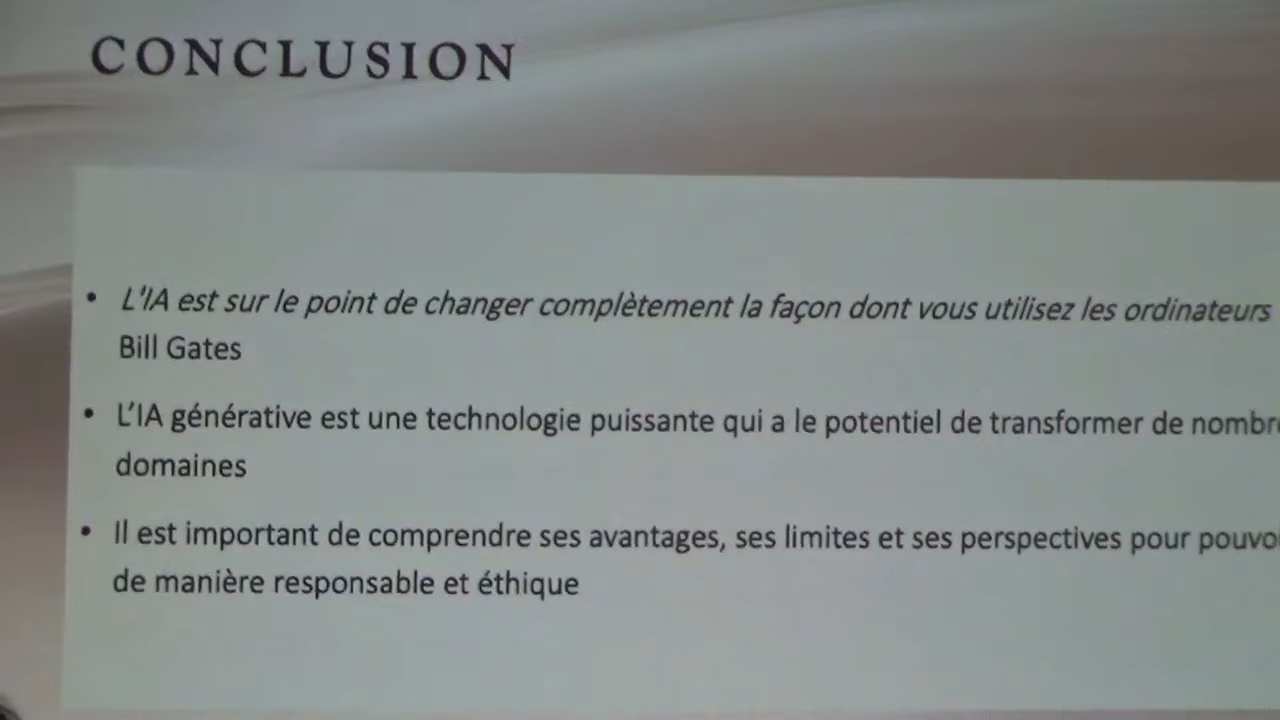 CONCLUSION
• L'IA est sur le point de changer complètement la façon dont vous utilisez les ordinateurs
Bill Gates
• L'IA générative est une technologie puissante qui a le potentiel de transformer de nombre
domaines
• Il est important de comprendre ses avantages, ses limites et ses perspectives pour pouvo
de manière responsable et éthique